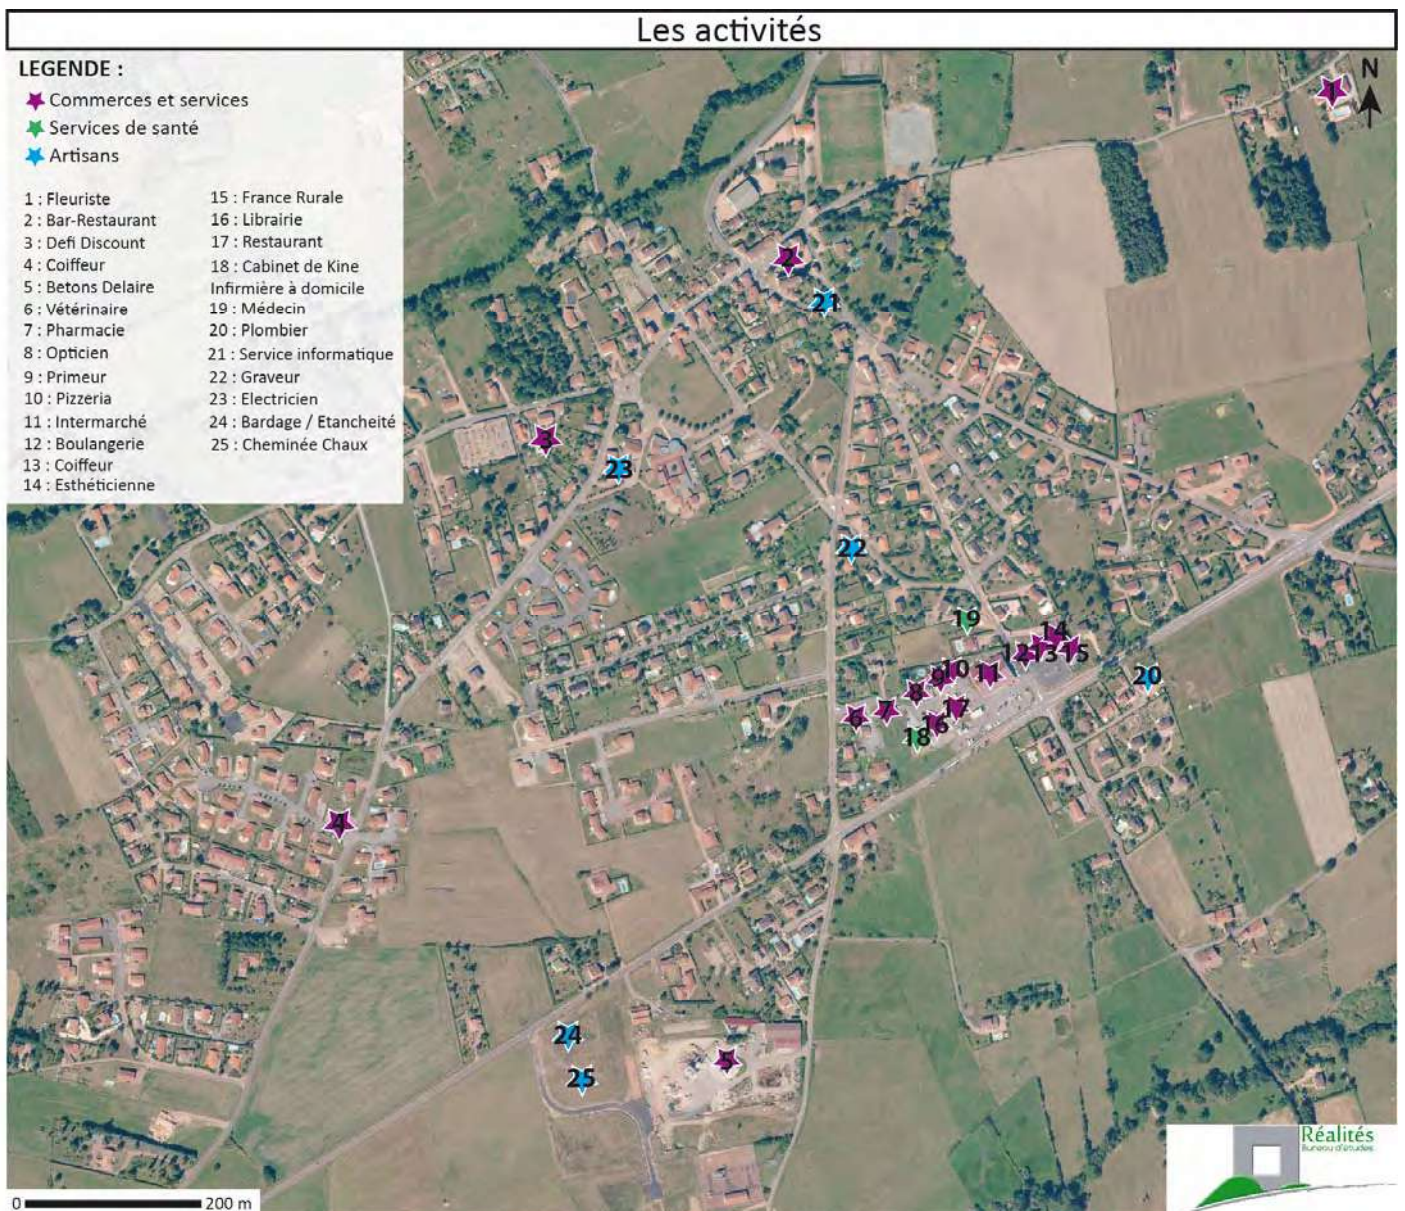 Les activités
LEGENDE :
Commerces et services
Services de santé
Artisans
1 : Fleuriste
2 : Bar-Restaurant
3 : Defi Discount
4 : Coiffeur
5 : Betons Delaire
6 : Vétérinaire
7 : Pharmacie
8 : Opticien
9 : Primeur
10 : Pizzeria
11 : Intermarché
12 : Boulangerie
13 : Coiffeur
14 : Esthéticienne
15 : France Rurale
16 : Librairie
17 : Restaurant
18 : Cabinet de Kine
Infirmière à domicile
19 : Médecin
20 : Plombier
21 : Service informatique
22 : Graveur
23 : Electricien
24 : Bardage / Etancheité
25 : Cheminée Chaux
N
1
2
21
3
23
22
19
14
12
13
15
10
9
11
20
8
7
17
6
16
18
4
24
5
25
Réalités
Bureau d'études
0 200 m